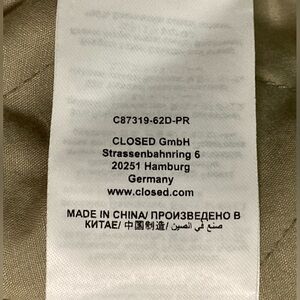 C87319-62D-PR
CLOSED GmbH
Strassenbahnring 6
20251 Hamburg
Germany
www.closed.com
MADE IN CHINA/ ПРОИЗВЕДЕНО В
КИТАЕ/ 中国制造/ صنع في الصين